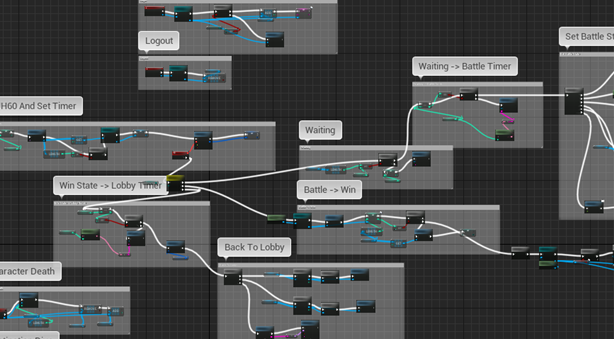 Logout
Set Battle St
Waiting -> Battle Timer
H60 And Set Timer
Waiting
Win State -> Lobby Timer
Battle -> Win
Back To Lobby
aracter Death